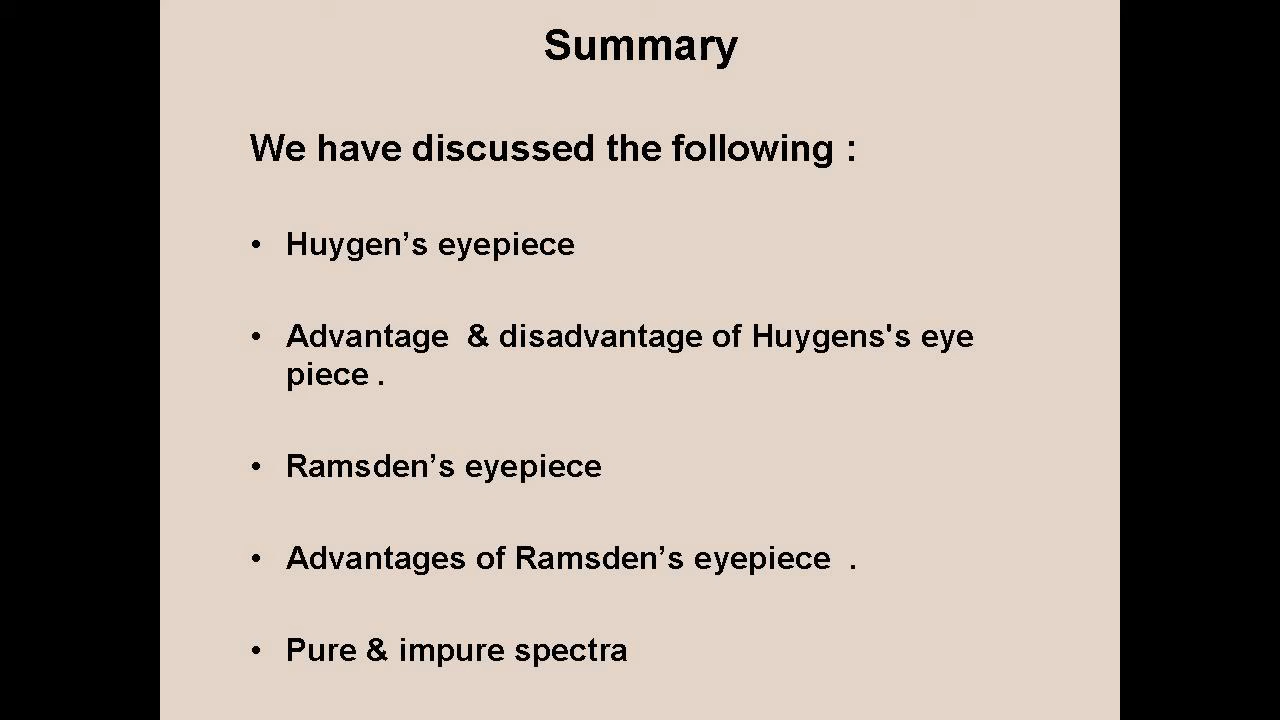 Summary
We have discussed the following :
• Huygen’s eyepiece
• Advantage  & disadvantage of Huygens's eye
piece .
• Ramsden’s eyepiece
• Advantages of Ramsden’s eyepiece  .
• Pure & impure spectra